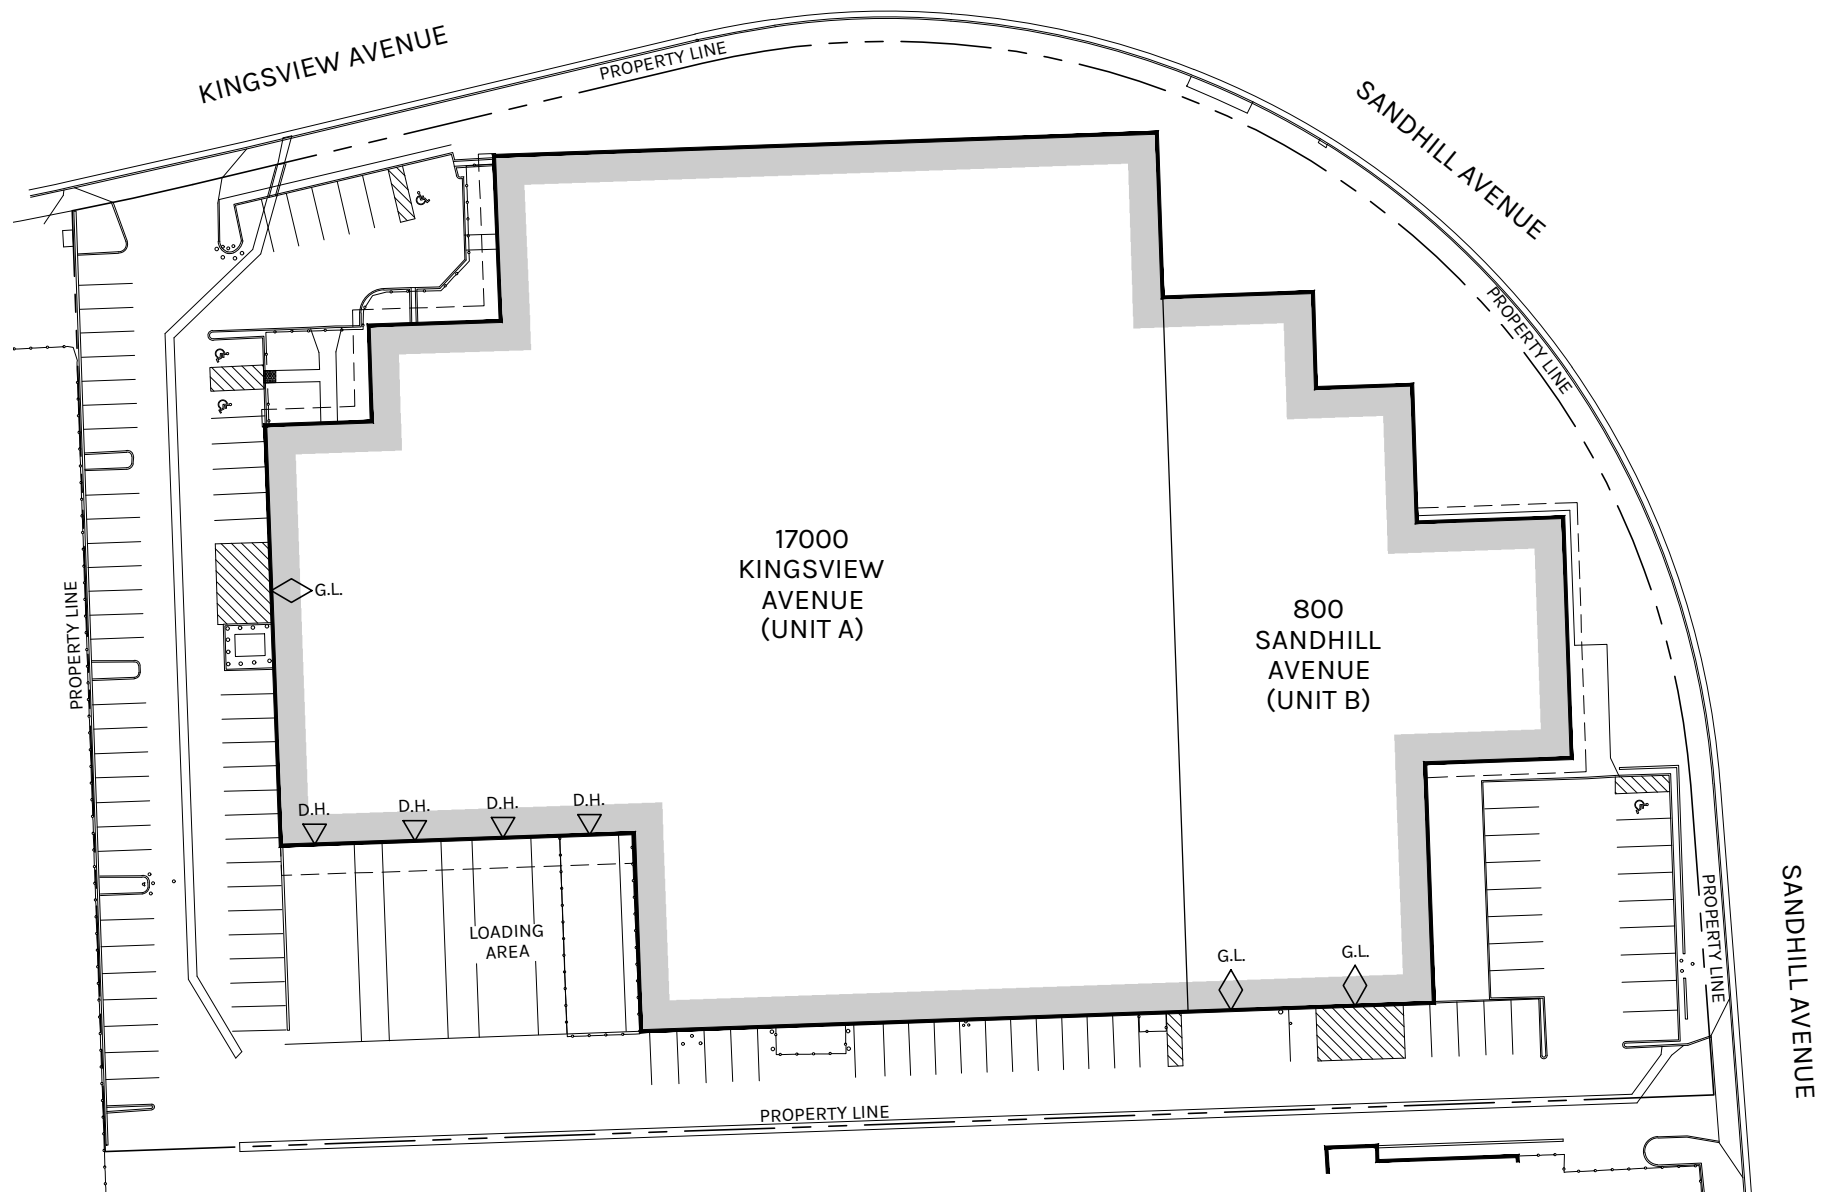 KINGSVIEW AVENUE
PROPERTY LINE
SANDHILL AVENUE
PROPERTY LINE
17000
KINGSVIEW
AVENUE
(UNIT A)
G.L.
800
SANDHILL
AVENUE
(UNIT B)
PROPERTY LINE
D.H.
D.H.
D.H.
D.H.
LOADING
AREA
G.L.
G.L.
PROPERTY LINE
SANDHILL AVENUE
PROPERTY LINE